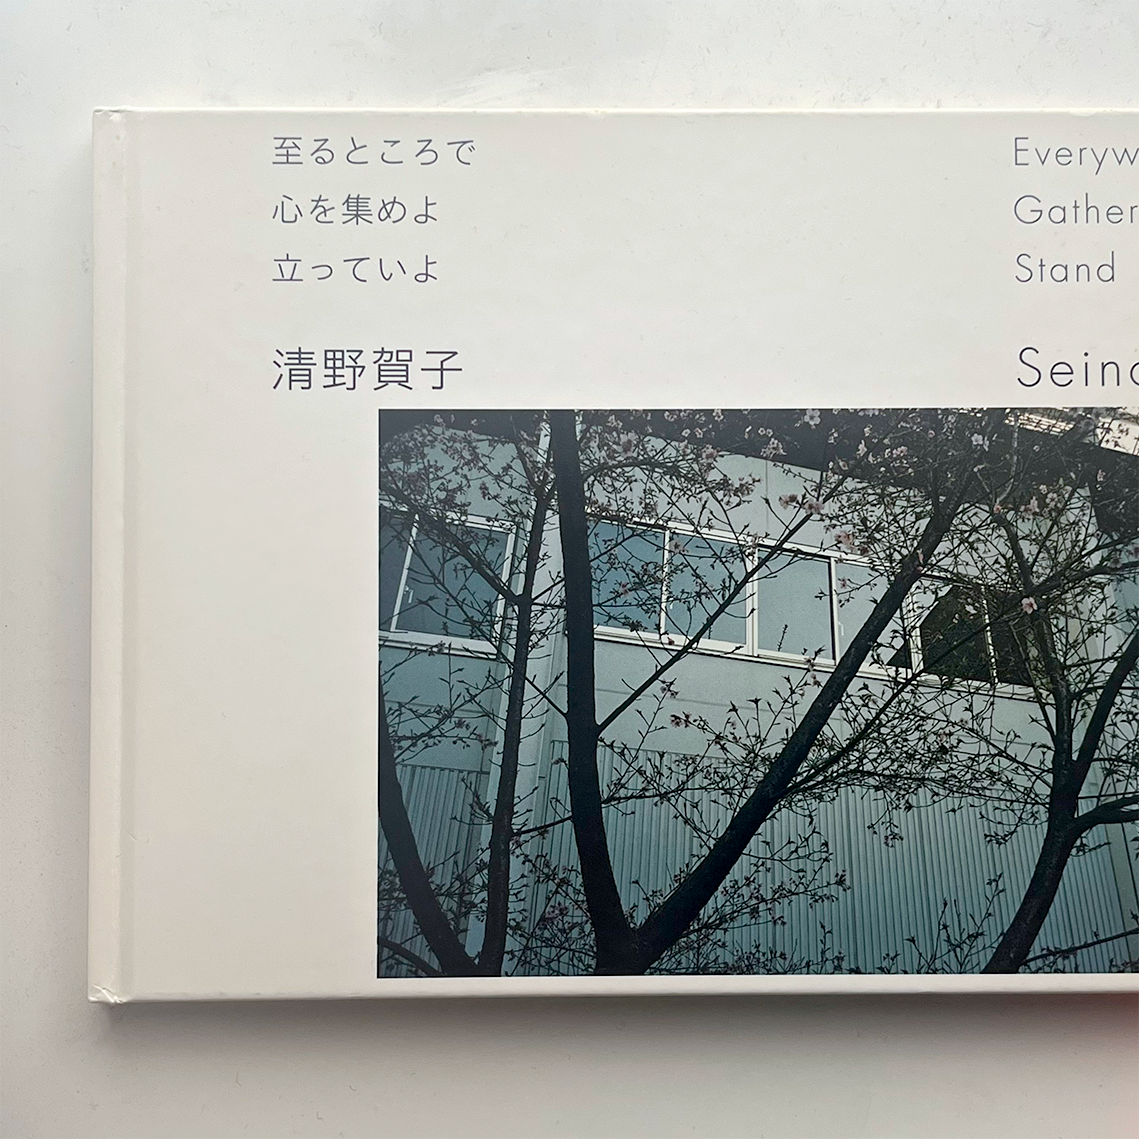 至るところで
心を集めよ
立っていよ
清野賀子
Everyw
Gather
Stand
Sein